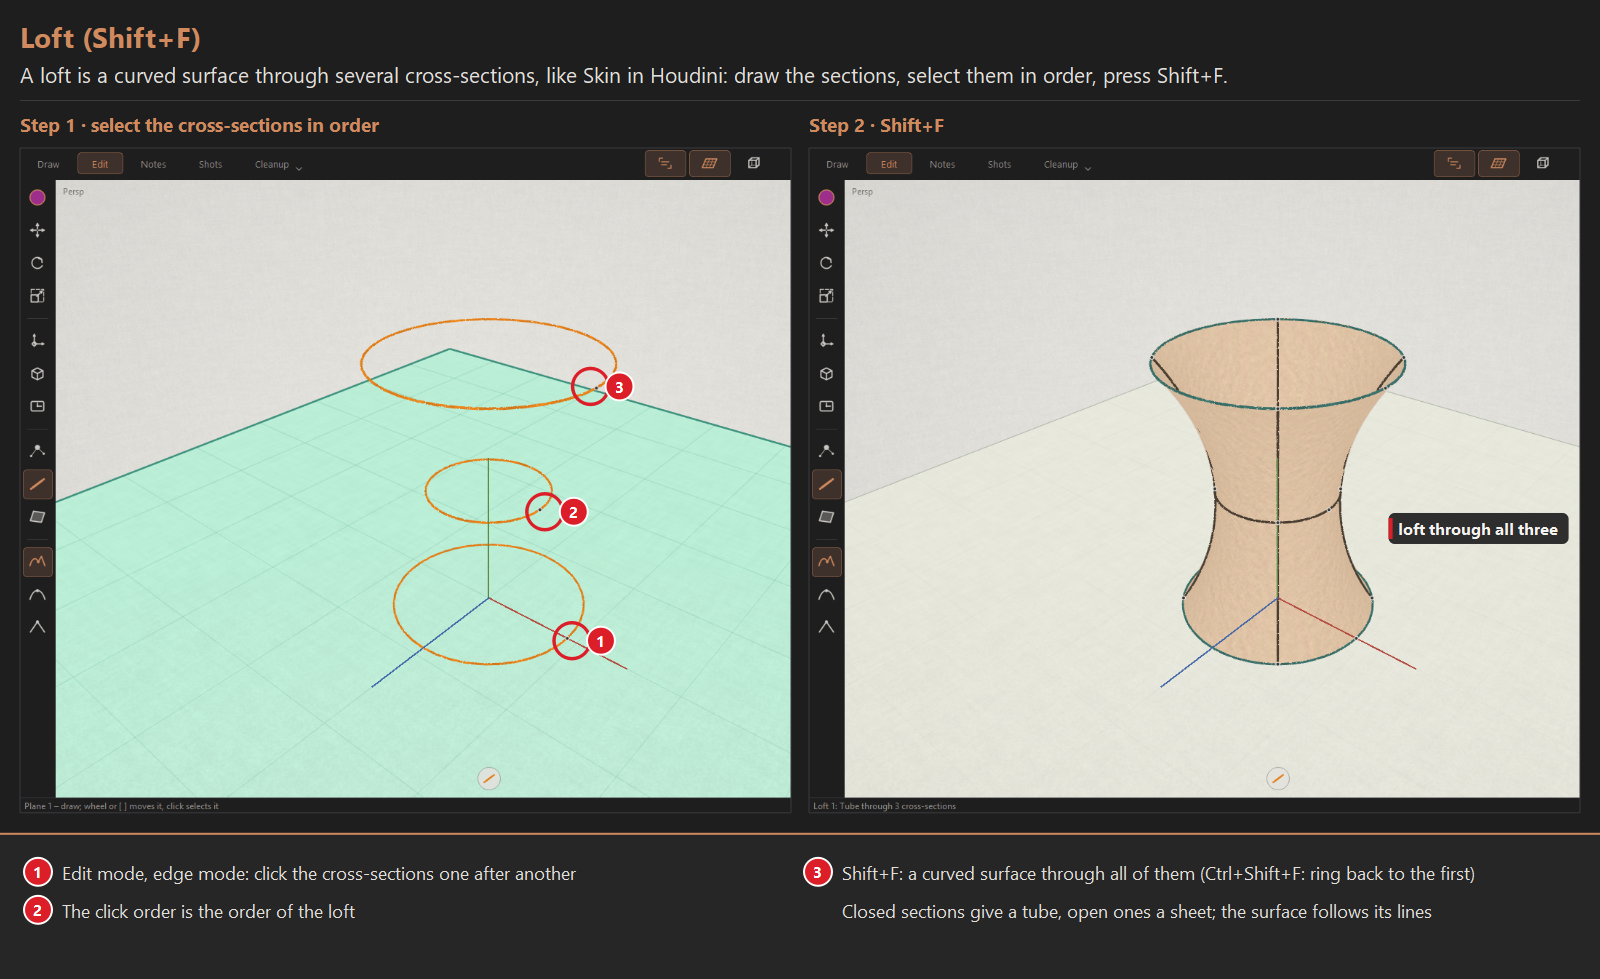 Loft (Shift+F)
A loft is a curved surface through several cross-sections, like Skin in Houdini: draw the sections, select them in order, press Shift+F.
Step 1 · select the cross-sections in order
Draw Edit Notes Shots Cleanup
Persp
3
2
1
Plane 1 – draw; wheel or [ ] moves it, click selects it
Step 2 · Shift+F
Draw Edit Notes Shots Cleanup
Persp
loft through all three
Loft 1: Tube through 3 cross-sections
1 Edit mode, edge mode: click the cross-sections one after another
2 The click order is the order of the loft
3 Shift+F: a curved surface through all of them (Ctrl+Shift+F: ring back to the first)
Closed sections give a tube, open ones a sheet; the surface follows its lines